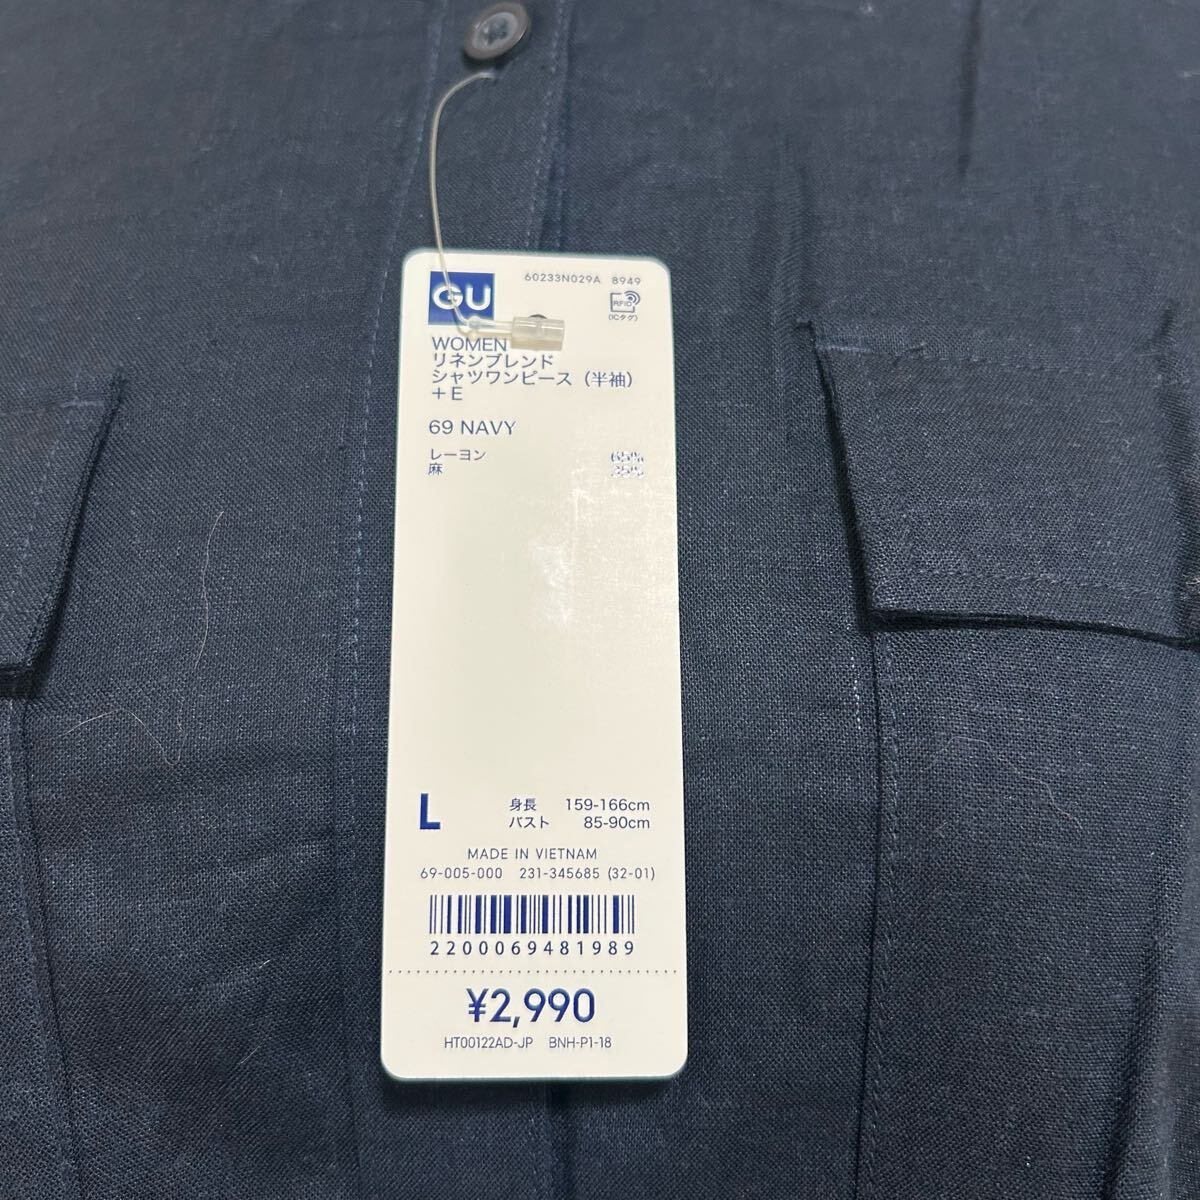 GU
60233N029A 8949
RFID
(ICタグ)
WOMEN
リネンブレンド
シャツワンピース（半袖）
+E
69 NAVY
レーヨン 65%
麻 35%
L
身長 159-166cm
バスト 85-90cm
MADE IN VIETNAM
69-005-000 231-345685 (32-01)
2200069481989
¥2,990
HT00122AD-JP BNH-P1-18